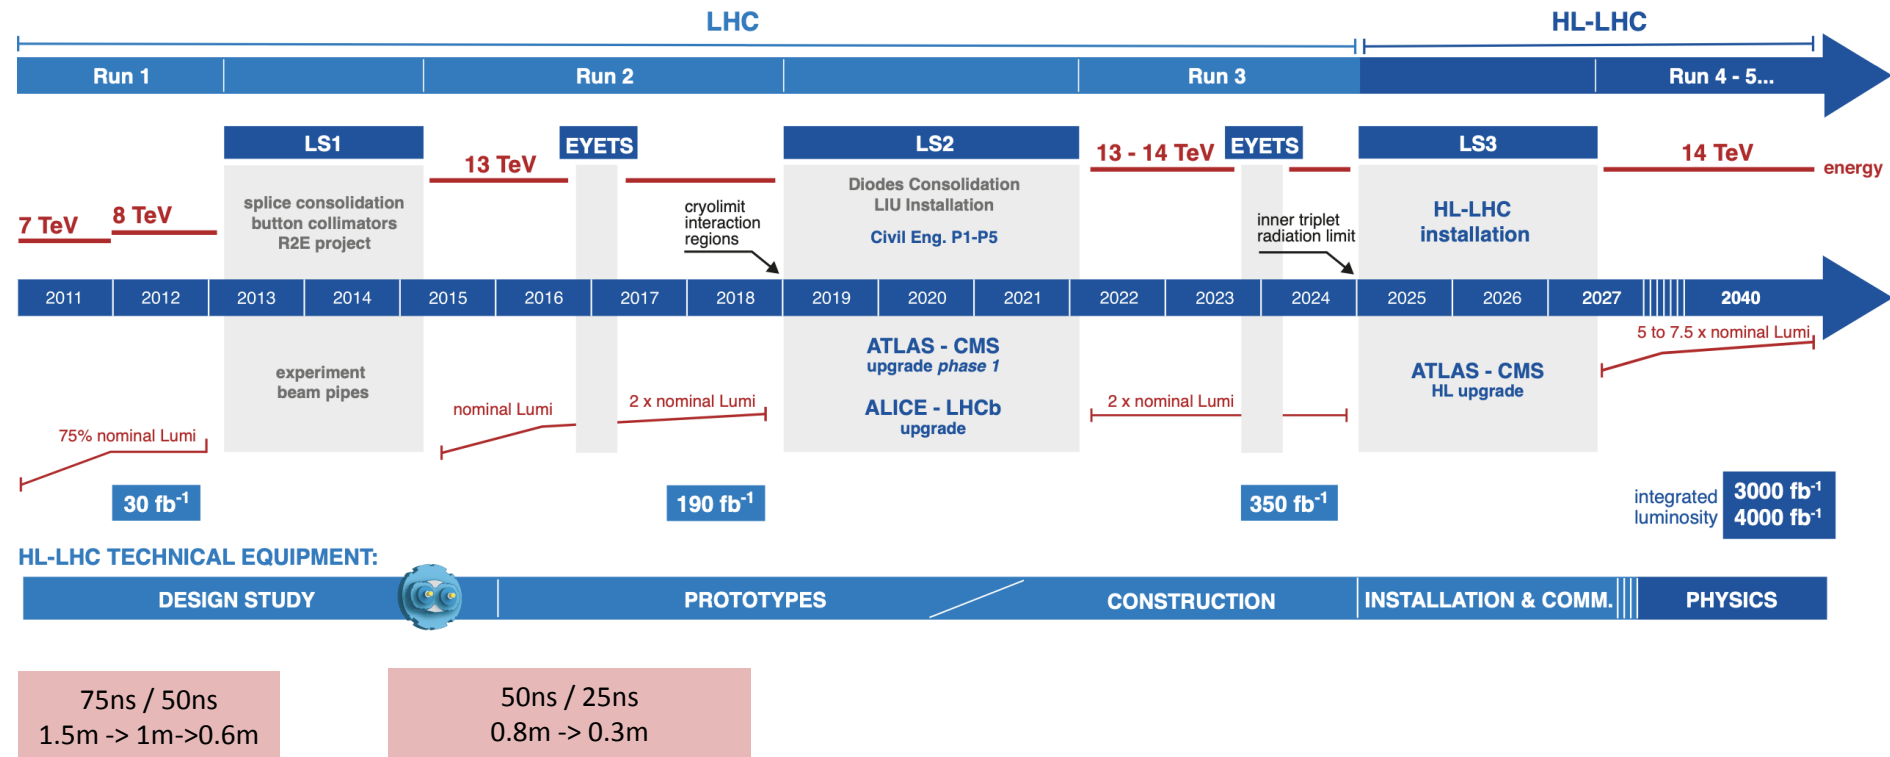 LHC
HL-LHC
Run 1
Run 2
Run 3
Run 4 - 5...
LS1
EYETS
LS2
EYETS
LS3
13 TeV
13 - 14 TeV
14 TeV
energy
7 TeV
8 TeV
splice consolidation
button collimators
R2E project
cryolimit
interaction
regions
Diodes Consolidation
LIU Installation
Civil Eng. P1-P5
inner triplet
radiation limit
HL-LHC
installation
2011
2012
2013
2014
2015
2016
2017
2018
2019
2020
2021
2022
2023
2024
2025
2026
2027
2040
5 to 7.5 x nominal Lumi
experiment
beam pipes
ATLAS - CMS
upgrade phase 1
ALICE - LHCb
upgrade
ATLAS - CMS
HL upgrade
75% nominal Lumi
nominal Lumi
2 x nominal Lumi
2 x nominal Lumi
30 fb⁻¹
190 fb⁻¹
350 fb⁻¹
integrated
luminosity
3000 fb⁻¹
4000 fb⁻¹
HL-LHC TECHNICAL EQUIPMENT:
DESIGN STUDY
PROTOTYPES
CONSTRUCTION
INSTALLATION & COMM.
PHYSICS
75ns / 50ns
1.5m -> 1m->0.6m
50ns / 25ns
0.8m -> 0.3m